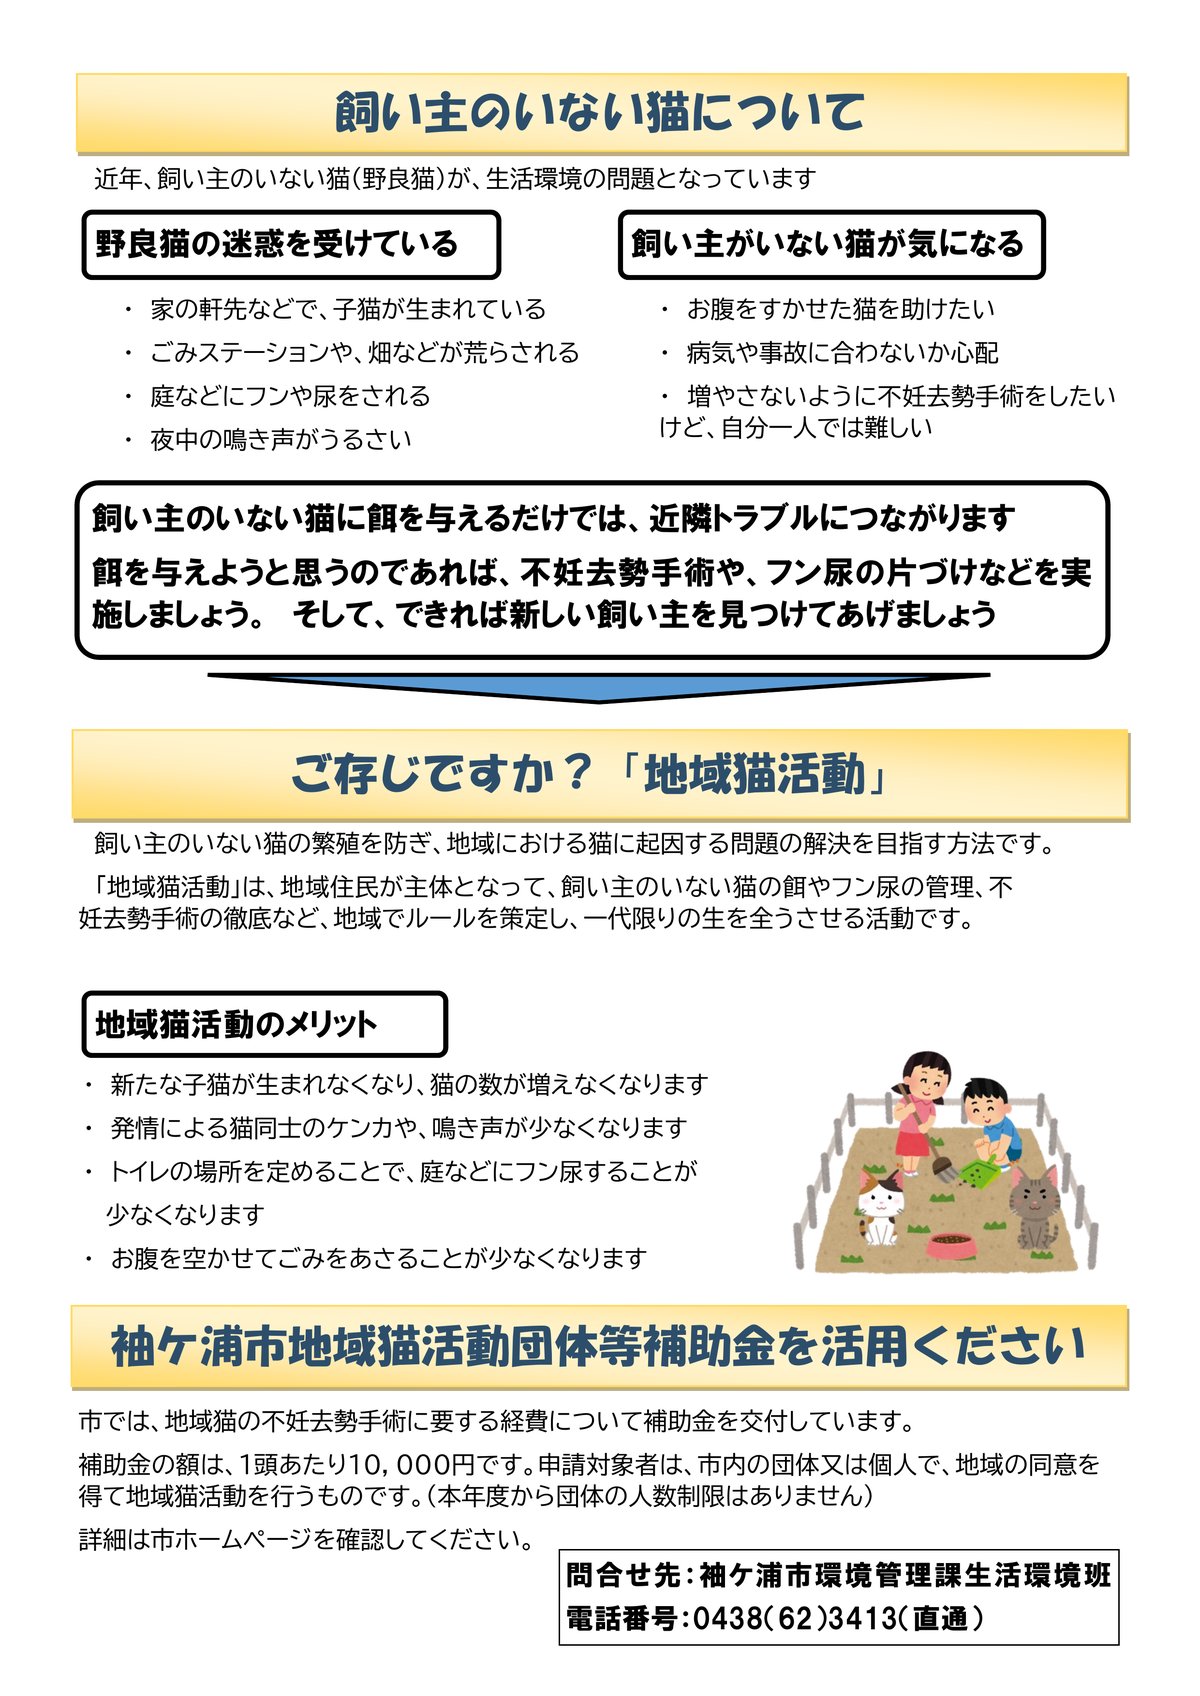 飼い主のいない猫について
近年、飼い主のいない猫（野良猫）が、生活環境の問題となっています
野良猫の迷惑を受けている
・ 家の軒先などで、子猫が生まれている
・ ごみステーションや、畑などが荒らされる
・ 庭などにフンや尿をされる
・ 夜中の鳴き声がうるさい
飼い主がいない猫が気になる
・ お腹をすかせた猫を助けたい
・ 病気や事故に合わないか心配
・ 増やさないように不妊去勢手術をしたい
けど、自分一人では難しい
飼い主のいない猫に餌を与えるだけでは、近隣トラブルにつながります
餌を与えようと思うのであれば、不妊去勢手術や、フン尿の片づけなどを実
施しましょう。　そして、できれば新しい飼い主を見つけてあげましょう
ご存じですか？「地域猫活動」
飼い主のいない猫の繁殖を防ぎ、地域における猫に起因する問題の解決を目指す方法です。
「地域猫活動」は、地域住民が主体となって、飼い主のいない猫の餌やフン尿の管理、不
妊去勢手術の徹底など、地域でルールを策定し、一代限りの生を全うさせる活動です。
地域猫活動のメリット
・ 新たな子猫が生まれなくなり、猫の数が増えなくなります
・ 発情による猫同士のケンカや、鳴き声が少なくなります
・ トイレの場所を定めることで、庭などにフン尿することが
少なくなります
・ お腹を空かせてごみをあさることが少なくなります
袖ケ浦市地域猫活動団体等補助金を活用ください
市では、地域猫の不妊去勢手術に要する経費について補助金を交付しています。
補助金の額は、１頭あたり１０，０００円です。申請対象者は、市内の団体又は個人で、地域の同意を
得て地域猫活動を行うものです。（本年度から団体の人数制限はありません）
詳細は市ホームページを確認してください。
問合せ先：袖ケ浦市環境管理課生活環境班
電話番号：0438（62）3413（直通）